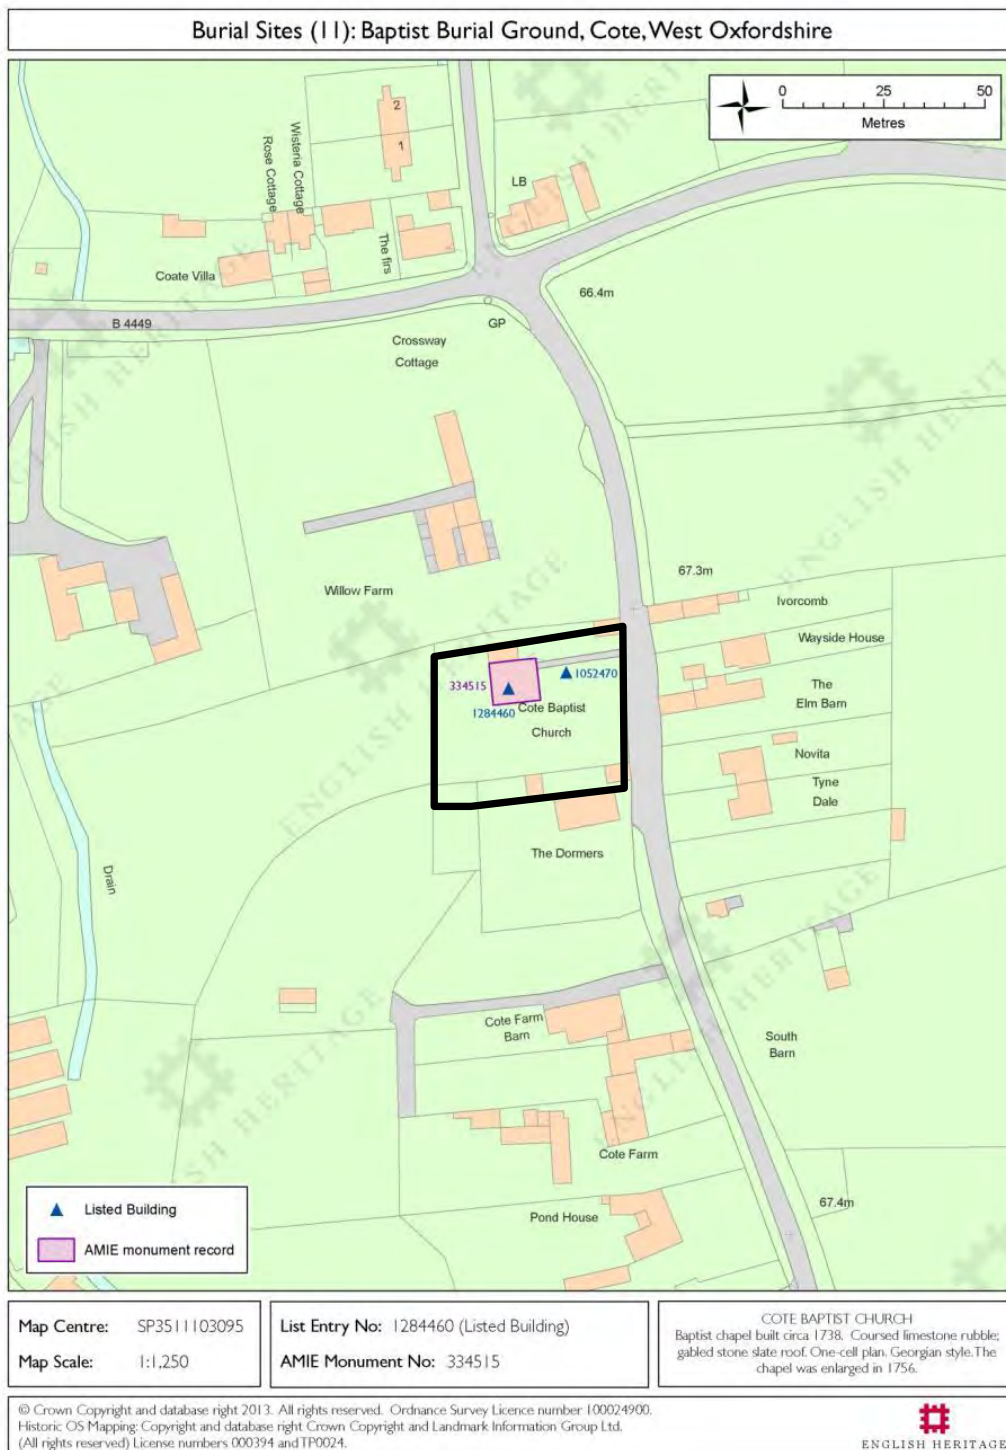 Burial Sites (11): Baptist Burial Ground, Cote, West Oxfordshire
0 25 50
Metres
2
1
Rose Cottage
Wisteria Cottage
The firs
LB
Coate Villa
66.4m
B 4449
GP
Crossway
Cottage
Willow Farm
67.3m
Ivorcomb
Wayside House
334515
1052470
1284460
Cote Baptist
Church
The
Elm Barn
Novita
Tyne
Dale
The Dormers
Drain
Cote Farm
Barn
South
Barn
Cote Farm
Pond House
67.4m
Listed Building
AMIE monument record
ENGLISH HERITAGE
Map Centre: SP3511103095
Map Scale: 1:1,250
List Entry No: 1284460 (Listed Building)
AMIE Monument No: 334515
COTE BAPTIST CHURCH
Baptist chapel built circa 1738. Coursed limestone rubble;
gabled stone slate roof. One-cell plan. Georgian style. The
chapel was enlarged in 1756.
© Crown Copyright and database right 2013. All rights reserved. Ordnance Survey Licence number 100024900.
Historic OS Mapping: Copyright and database right Crown Copyright and Landmark Information Group Ltd.
(All rights reserved) License numbers 000394 and TP0024.
ENGLISH HERITAGE